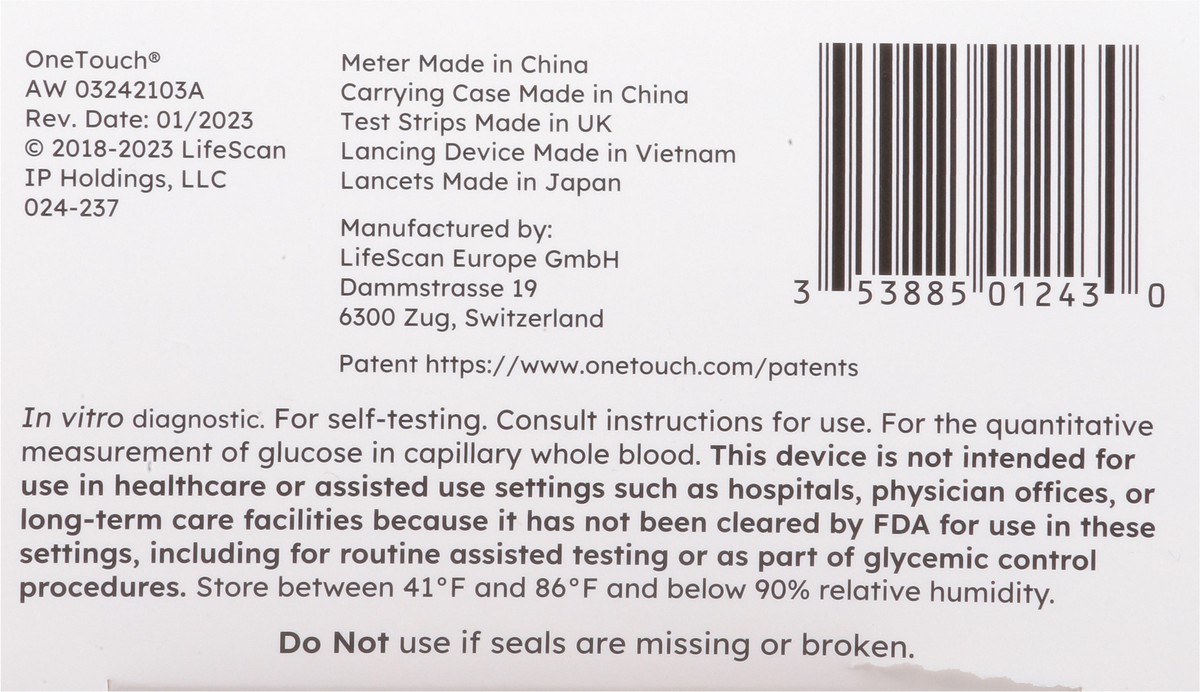 OneTouch®
AW 03242103A
Rev. Date: 01/2023
© 2018-2023 LifeScan
IP Holdings, LLC
024-237
Meter Made in China
Carrying Case Made in China
Test Strips Made in UK
Lancing Device Made in Vietnam
Lancets Made in Japan
Manufactured by:
LifeScan Europe GmbH
Dammstrasse 19
6300 Zug, Switzerland
Patent https://www.onetouch.com/patents
3 53885 01243 0
In vitro diagnostic. For self-testing. Consult instructions for use. For the quantitative
measurement of glucose in capillary whole blood. This device is not intended for
use in healthcare or assisted use settings such as hospitals, physician offices, or
long-term care facilities because it has not been cleared by FDA for use in these
settings, including for routine assisted testing or as part of glycemic control
procedures. Store between 41°F and 86°F and below 90% relative humidity.
Do Not use if seals are missing or broken.